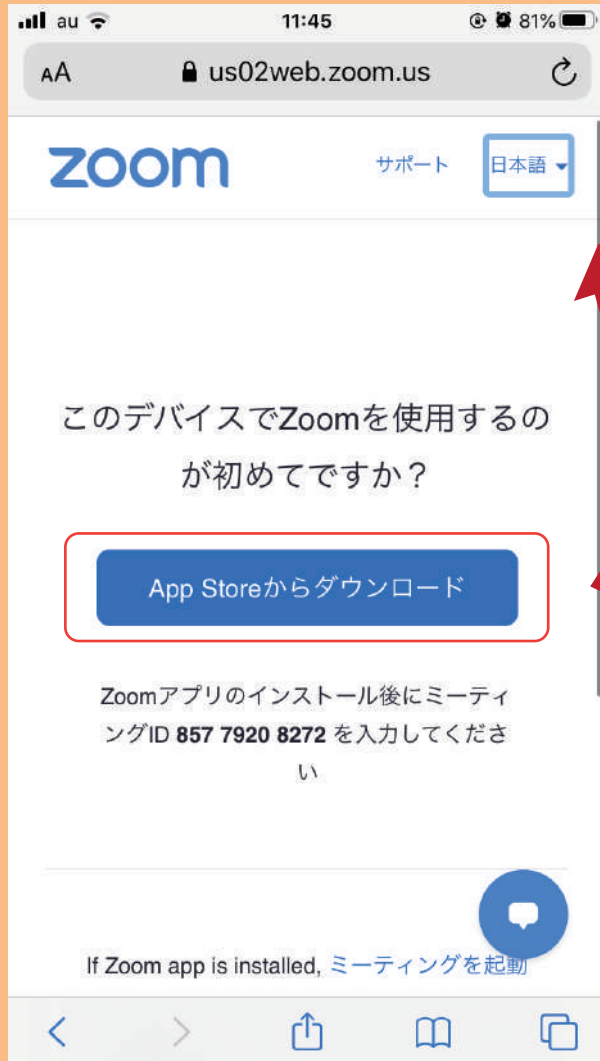 au 11:45 81%
AA us02web.zoom.us
zoom サポート 日本語
このデバイスでZoomを使用するの
が初めてですか？
App Storeからダウンロード
Zoomアプリのインストール後にミーティ
ングID 857 7920 8272 を入力してくださ
い
If Zoom app is installed, ミーティングを起動